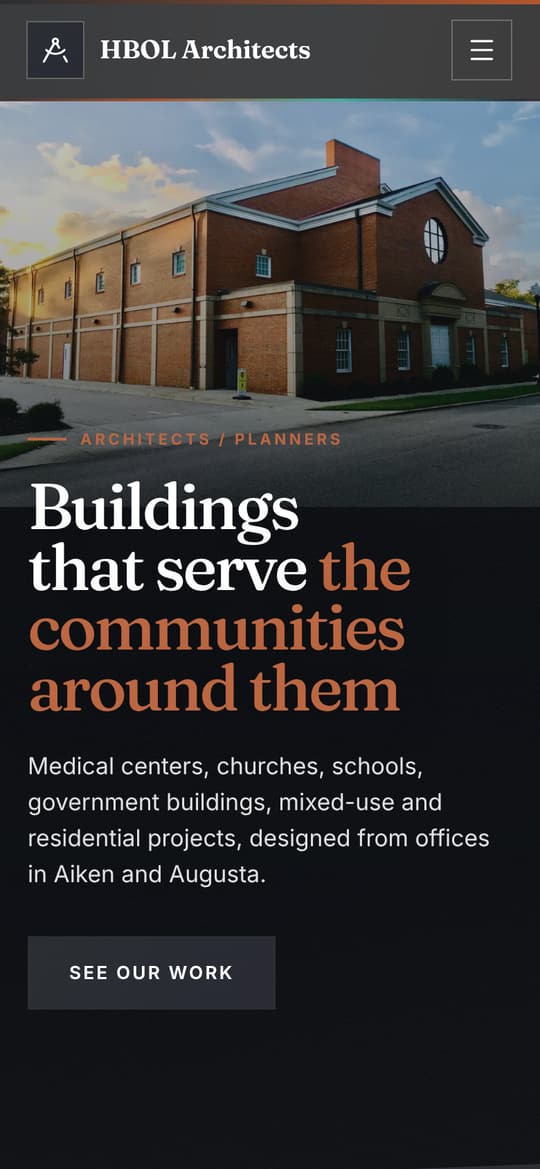 HBOL Architects
ARCHITECTS / PLANNERS
Buildings
that serve the
communities
around them
Medical centers, churches, schools,
government buildings, mixed-use and
residential projects, designed from offices
in Aiken and Augusta.
SEE OUR WORK